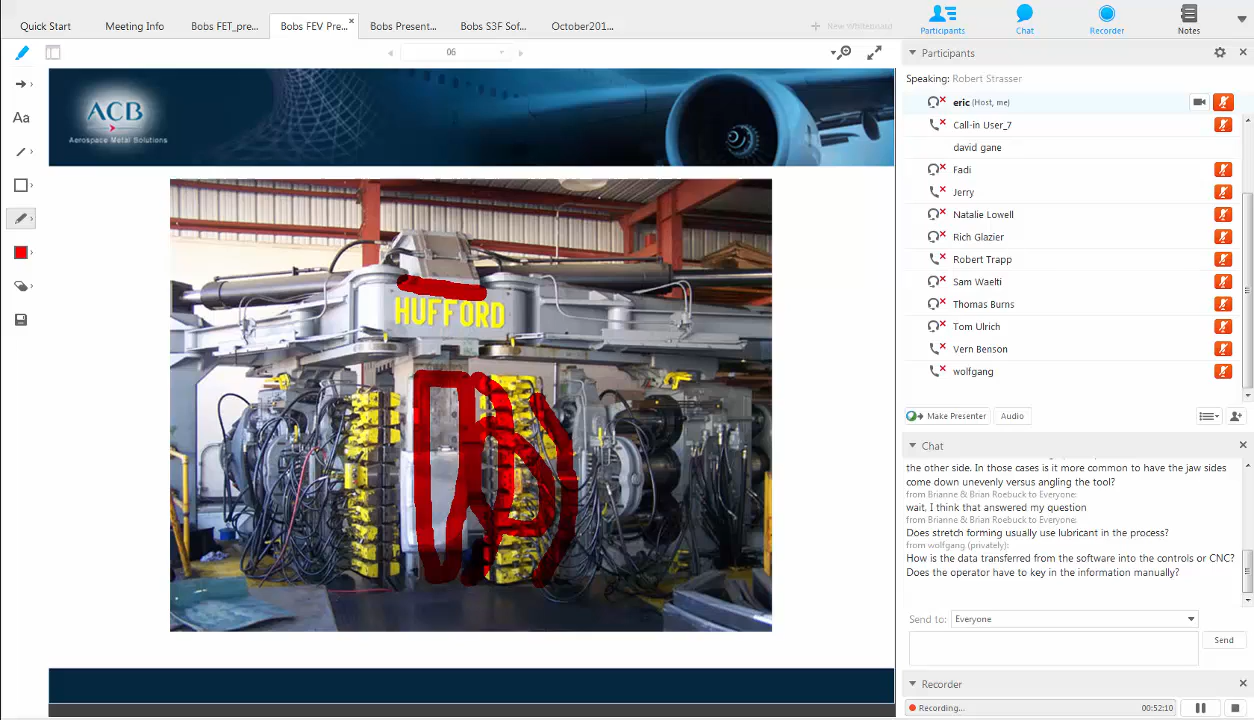 Quick Start
Meeting Info
Bobs FET_pre...
Bobs FEV Pre...
Bobs Present...
Bobs S3F Sof...
October201...
New Whiteboard
Participants
Chat
Recorder
Notes
06
Aa
ACB
Aerospace Metal Solutions
HUFFORD
Participants
Speaking: Robert Strasser
eric (Host, me)
Call-in User_7
david gane
Fadi
Jerry
Natalie Lowell
Rich Glazier
Robert Trapp
Sam Waelti
Thomas Burns
Tom Ulrich
Vern Benson
wolfgang
Make Presenter
Audio
Chat
the other side. In those cases is it more common to have the jaw sides
come down unevenly versus angling the tool?
from Brianne & Brian Roebuck to Everyone:
wait, I think that answered my question
from Brianne & Brian Roebuck to Everyone:
Does stretch forming usually use lubricant in the process?
from wolfgang (privately):
How is the data transferred from the software into the controls or CNC?
Does the operator have to key in the information manually?
Send to:
Everyone
Send
Recorder
Recording...
00:52:10